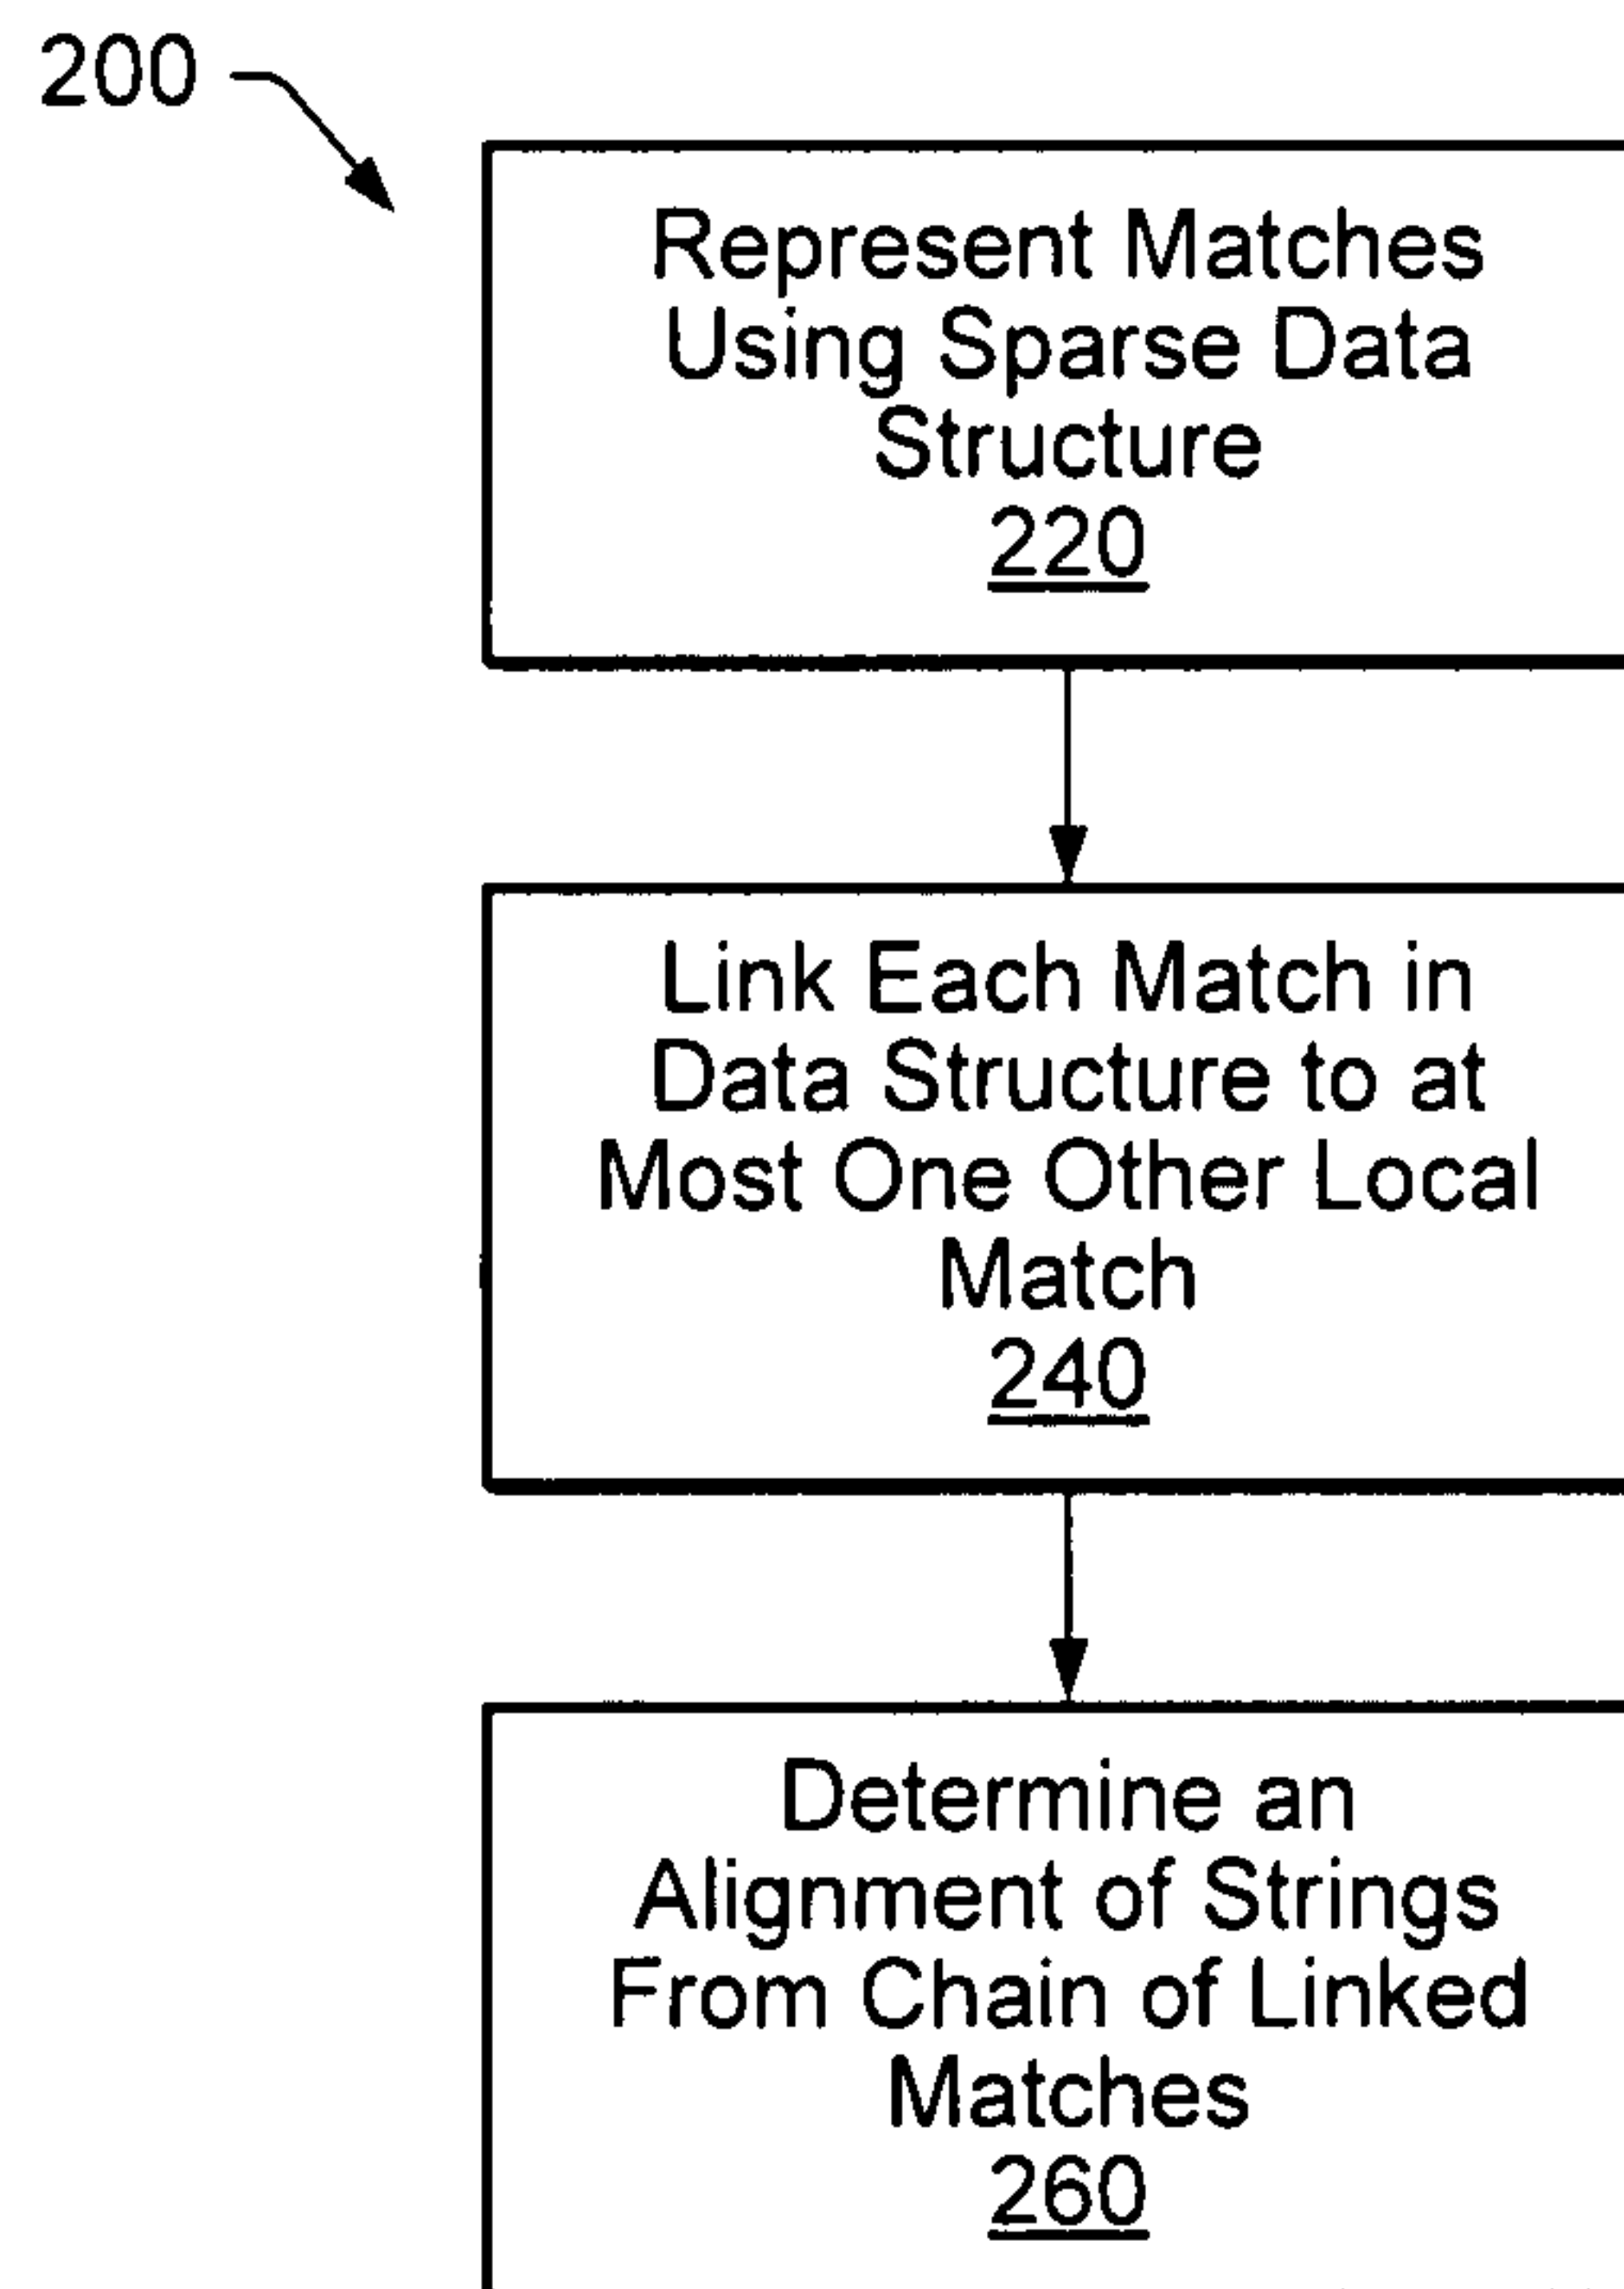 200
Represent Matches
Using Sparse Data
Structure
220
Link Each Match in
Data Structure to at
Most One Other Local
Match
240
Determine an
Alignment of Strings
From Chain of Linked
Matches
260